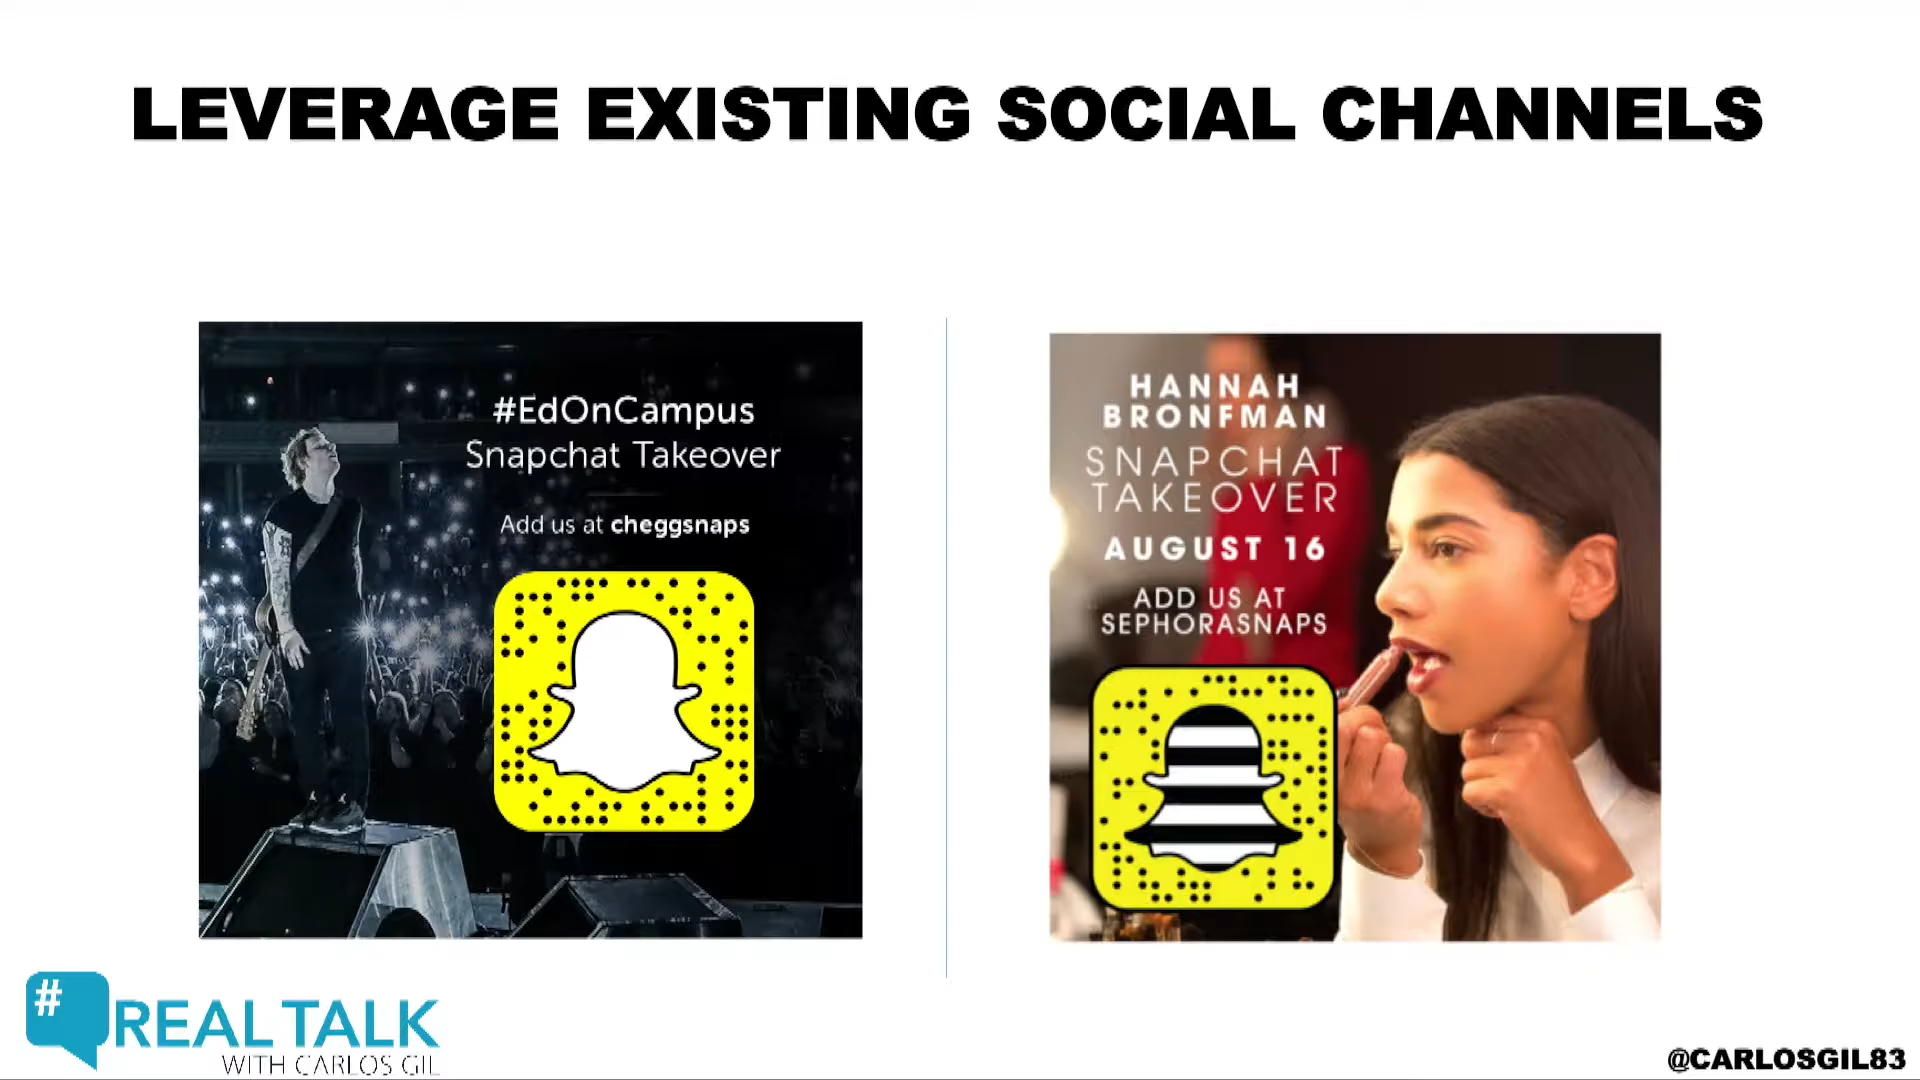 LEVERAGE EXISTING SOCIAL CHANNELS
#EdOnCampus
Snapchat Takeover
Add us at cheggsnaps
HANNAH
BRONFMAN
SNAPCHAT
TAKEOVER
AUGUST 16
ADD US AT
SEPHORASNAPS
#
REAL TALK
WITH CARLOS GIL
@CARLOSGIL83